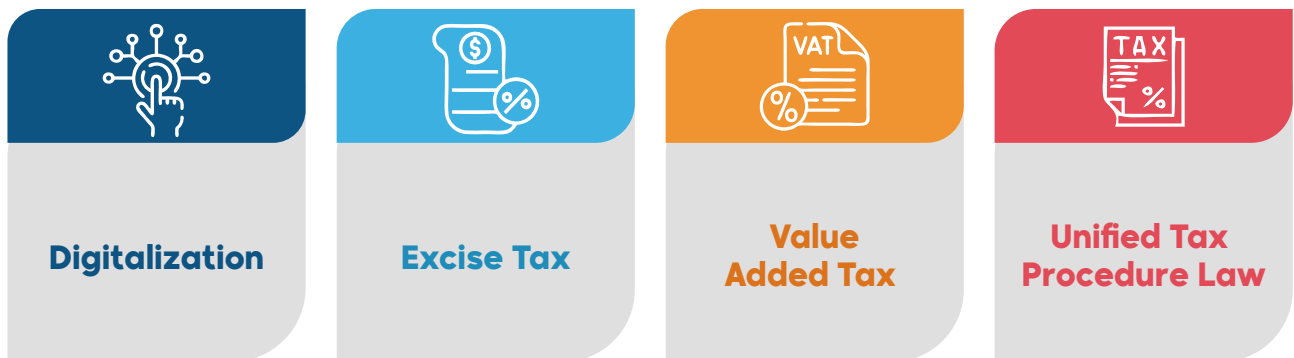 $
%
VAT
%
TAX
%
Digitalization
Excise Tax
Value
Added Tax
Unified Tax
Procedure Law